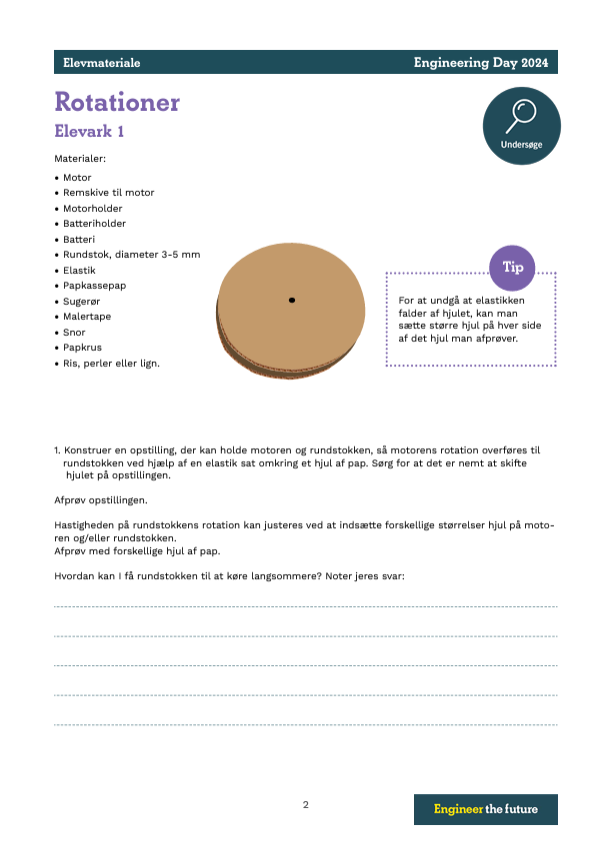 Elevmateriale
Engineering Day 2024
Rotationer
Elevark 1
Undersøge
Materialer:
• Motor
• Remskive til motor
• Motorholder
• Batteriholder
• Batteri
• Rundstok, diameter 3-5 mm
• Elastik
• Papkassepap
• Sugerør
• Malertape
• Snor
• Papkrus
• Ris, perler eller lign.
Tip
For at undgå at elastikken
falder af hjulet, kan man
sætte større hjul på hver side
af det hjul man afprøver.
1. Konstruer en opstilling, der kan holde motoren og rundstokken, så motorens rotation overføres til
rundstokken ved hjælp af en elastik sat omkring et hjul af pap. Sørg for at det er nemt at skifte
hjulet på opstillingen.
Afprøv opstillingen.
Hastigheden på rundstokkens rotation kan justeres ved at indsætte forskellige størrelser hjul på moto-
ren og/eller rundstokken.
Afprøv med forskellige hjul af pap.
Hvordan kan I få rundstokken til at køre langsommere? Noter jeres svar:
2
Engineer the future